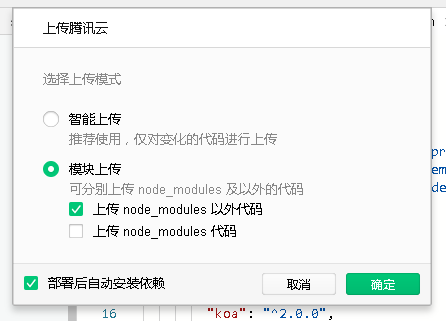 上传腾讯云
选择上传模式
智能上传
推荐使用，仅对变化的代码进行上传
模块上传
可分别上传 node_modules 及以外的代码
上传 node_modules 以外代码
上传 node_modules 代码
部署后自动安装依赖
取消
确定
pr
em
de
16 "koa": "^2.0.0",